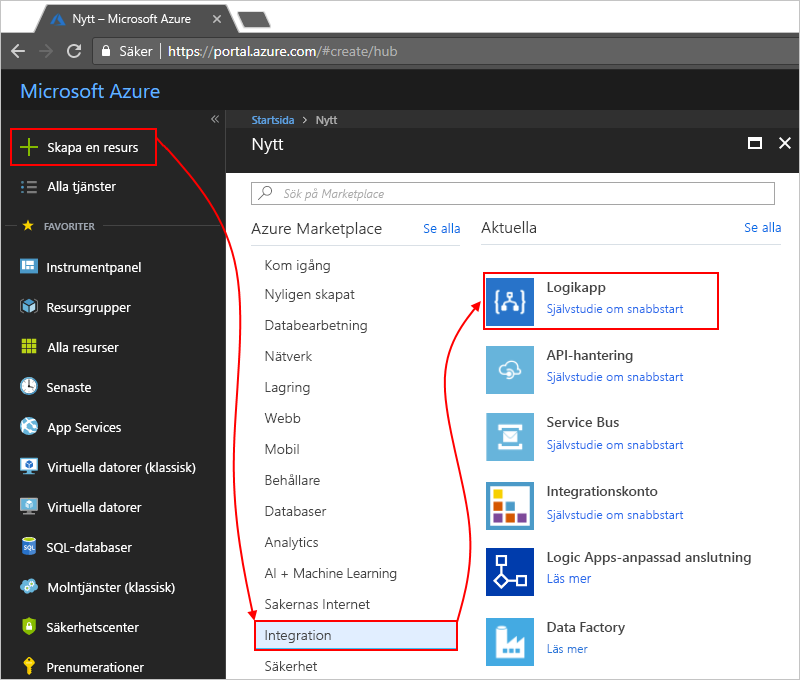 Nytt – Microsoft Azure
Säker | https://portal.azure.com/#create/hub
Microsoft Azure
Skapa en resurs
Alla tjänster
FAVORITER
Instrumentpanel
Resursgrupper
Alla resurser
Senaste
App Services
Virtuella datorer (klassisk)
Virtuella datorer
SQL-databaser
Molntjänster (klassisk)
Säkerhetscenter
Prenumerationer
Startsida > Nytt
Nytt
Sök på Marketplace
Azure Marketplace Se alla
Kom igång
Nyligen skapat
Databearbetning
Nätverk
Lagring
Webb
Mobil
Behållare
Databaser
Analytics
AI + Machine Learning
Sakernas Internet
Integration
Säkerhet
Aktuella Se alla
Logikapp
Självstudie om snabbstart
API-hantering
Självstudie om snabbstart
Service Bus
Självstudie om snabbstart
Integrationskonto
Självstudie om snabbstart
Logic Apps-anpassad anslutning
Läs mer
Data Factory
Läs mer